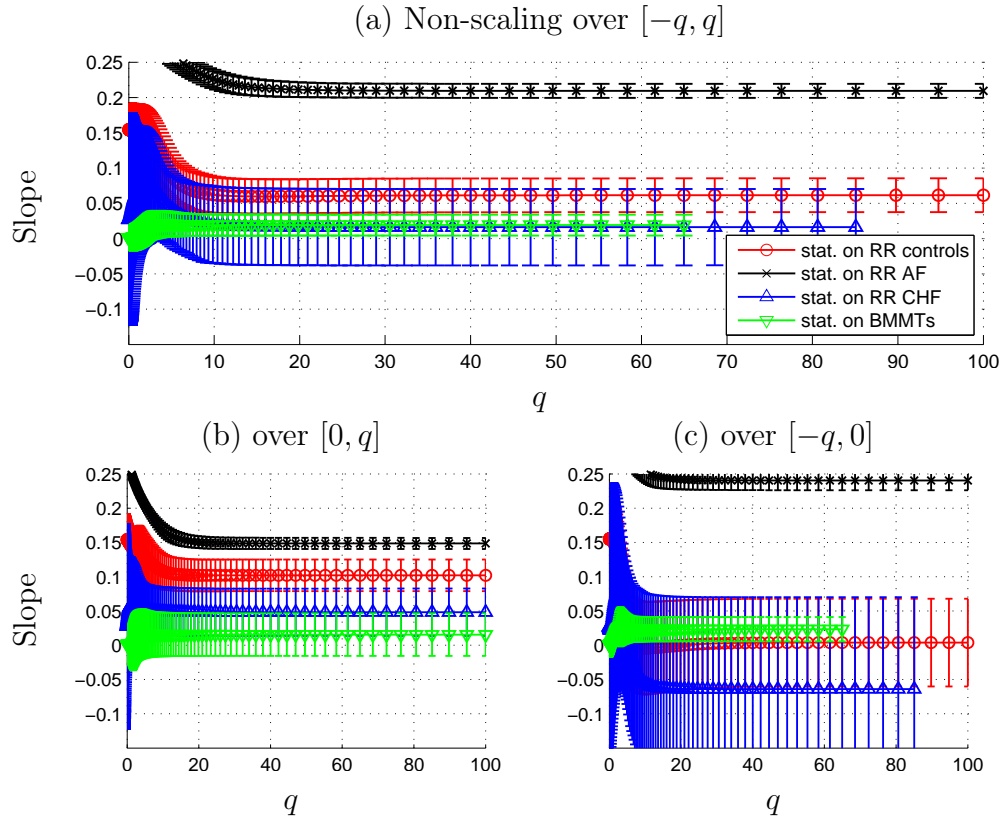 (a) Non-scaling over [−q, q]
Slope
0.25
0.2
0.15
0.1
0.05
0
−0.05
−0.1
0 10 20 30 40 50 60 70 80 90 100
q
stat. on RR controls
stat. on RR AF
stat. on RR CHF
stat. on BMMTs
(b) over [0, q]
Slope
0.25
0.2
0.15
0.1
0.05
0
−0.05
−0.1
0 20 40 60 80 100
q
(c) over [−q, 0]
0.25
0.2
0.15
0.1
0.05
0
−0.05
−0.1
0 20 40 60 80 100
q